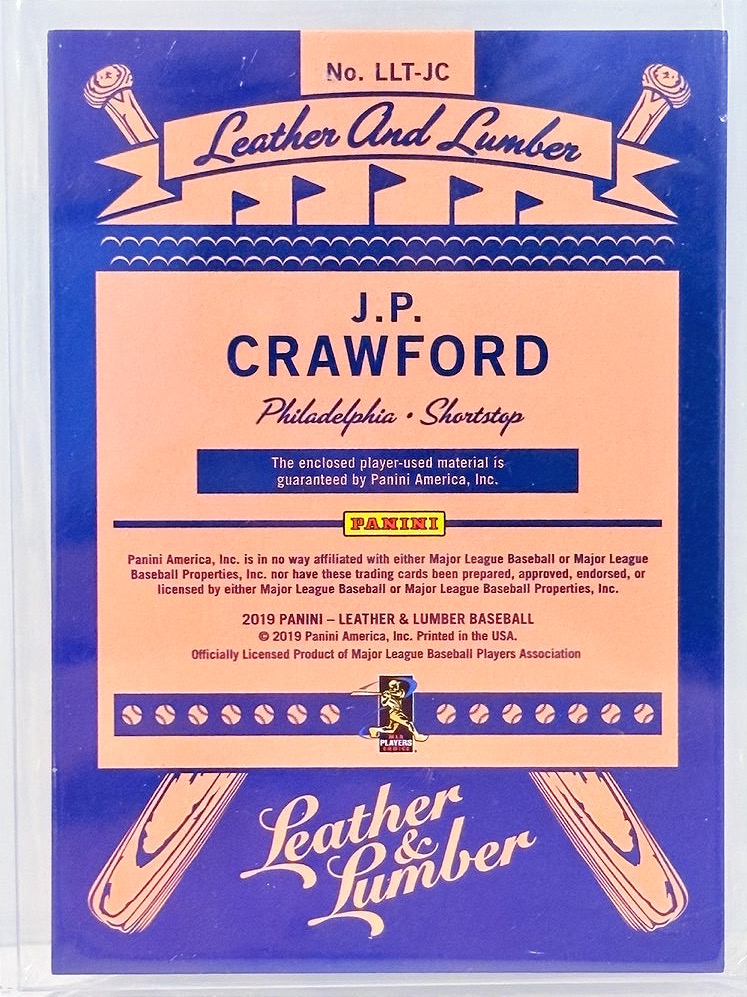 No. LLT-JC
Leather And Lumber
J.P.
CRAWFORD
Philadelphia • Shortstop
The enclosed player-used material is
guaranteed by Panini America, Inc.
PANINI
Panini America, Inc. is in no way affiliated with either Major League Baseball or Major League
Baseball Properties, Inc. nor have these trading cards been prepared, approved, endorsed, or
licensed by either Major League Baseball or Major League Baseball Properties, Inc.
2019 PANINI – LEATHER & LUMBER BASEBALL
© 2019 Panini America, Inc. Printed in the USA.
Officially Licensed Product of Major League Baseball Players Association
MLB
PLAYERS
CHOICE
Leather
&
Lumber